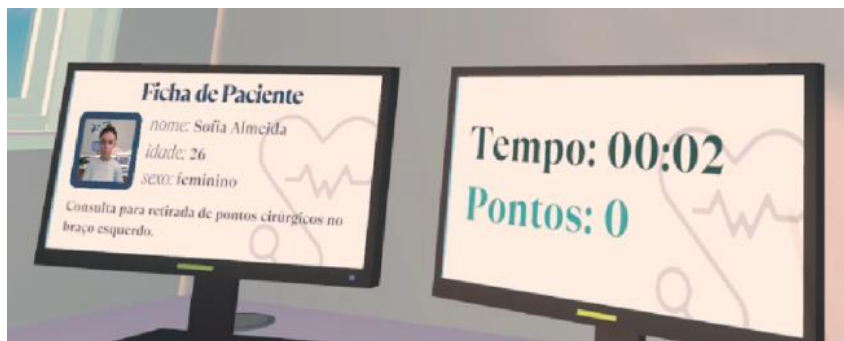 Ficha de Paciente
nome: Sofia Almeida
idade: 26
sexo: feminino
Consulta para retirada de pontos cirúrgicos no
braço esquerdo.
Tempo: 00:02
Pontos: 0